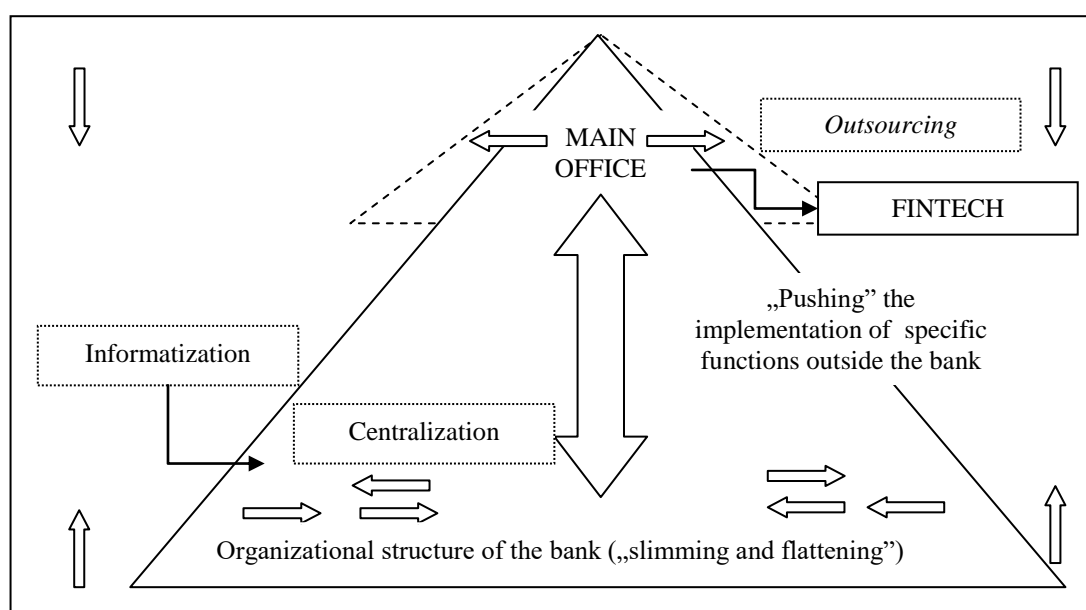 Outsourcing
MAIN
OFFICE
FINTECH
„Pushing” the
implementation of specific
functions outside the bank
Informatization
Centralization
Organizational structure of the bank („slimming and flattening”)